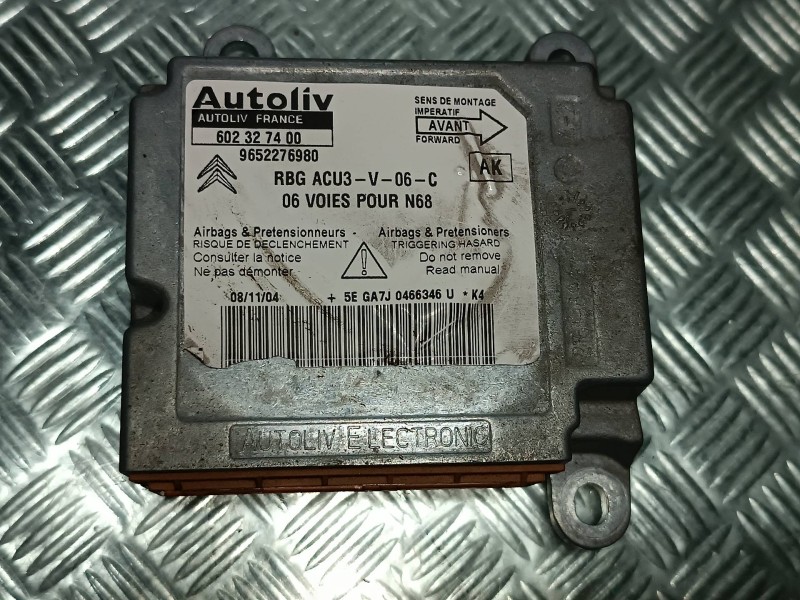 Autoliv
AUTOLIV FRANCE
602 32 74 00
9652276980
SENS DE MONTAGE
IMPERATIF
AVANT
FORWARD
AK
RBG ACU3-V-06-C
06 VOIES POUR N68
Airbags & Pretensionneurs -
RISQUE DE DECLENCHEMENT
Consulter la notice
Ne pas démonter
Airbags & Pretensioners
TRIGGERING HASARD
Do not remove
Read manual
!
08/11/04 + 5E GA7J 0466346 U * K4
AUTOLIV ELECTRONIC